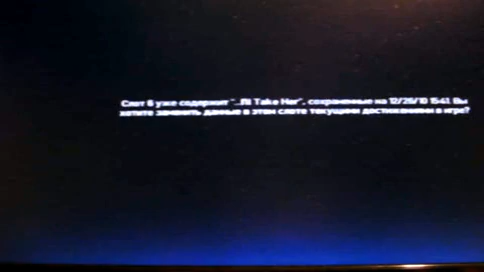 Слот 6 уже содержит "...I'll Take Her", сохраненные на 12/26/10 15:41. Вы
хотите заменить данные в этом слоте текущими достижениями в игре?